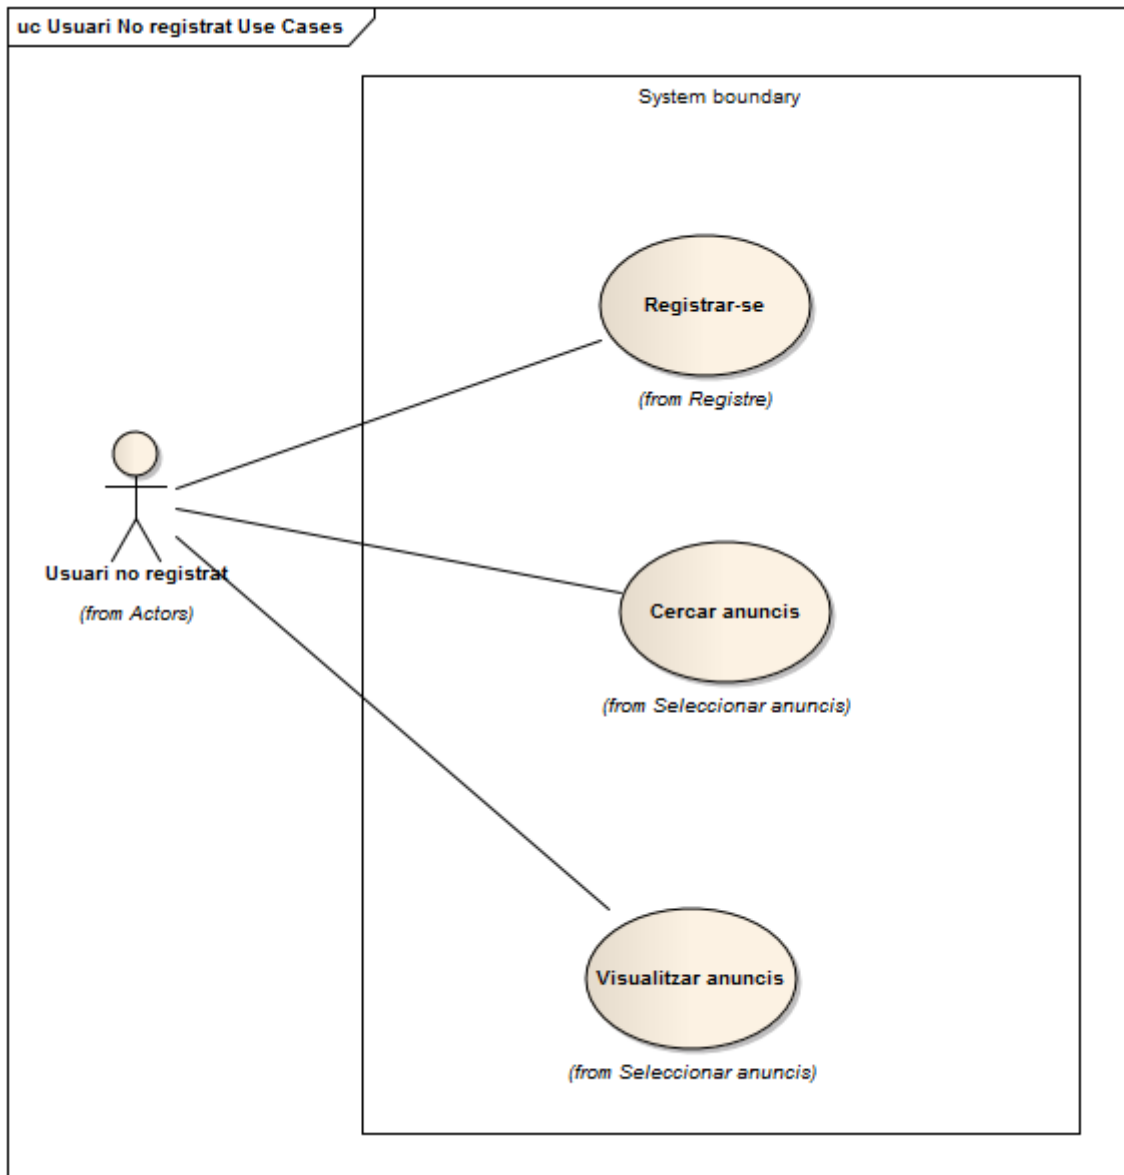 uc Usuari No registrat Use Cases
System boundary
Registrar-se
(from Registre)
Usuari no registrat
(from Actors)
Cercar anuncis
(from Seleccionar anuncis)
Visualitzar anuncis
(from Seleccionar anuncis)